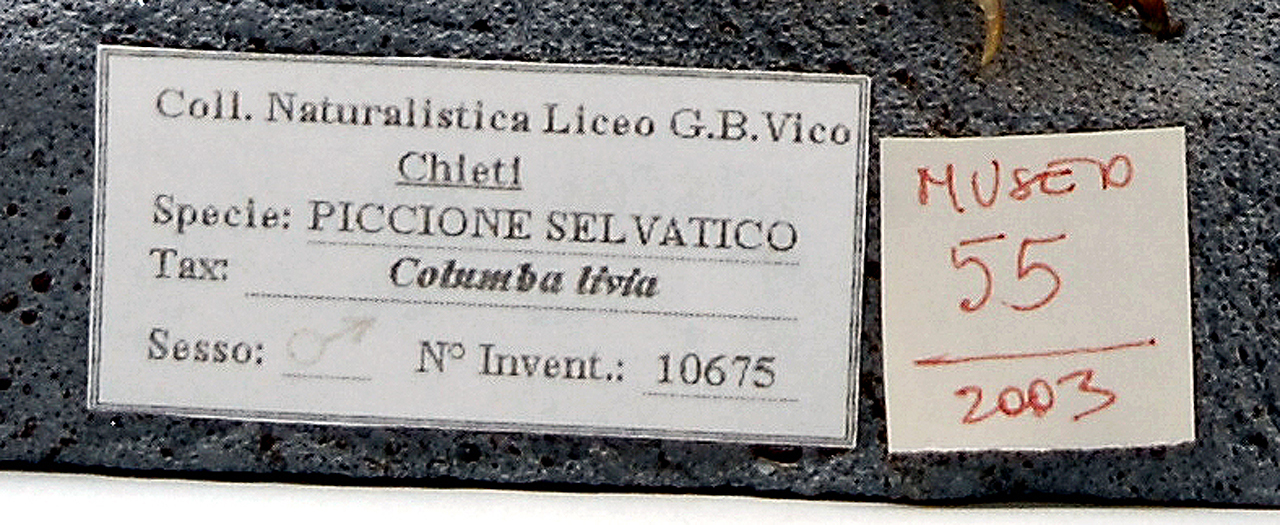 Coll. Naturalistica Liceo G.B.Vico
Chieti
Specie: PICCIONE SELVATICO
Tax: Columba livia
Sesso: ♂ N° Invent.: 10675
MUSEO
55
2003